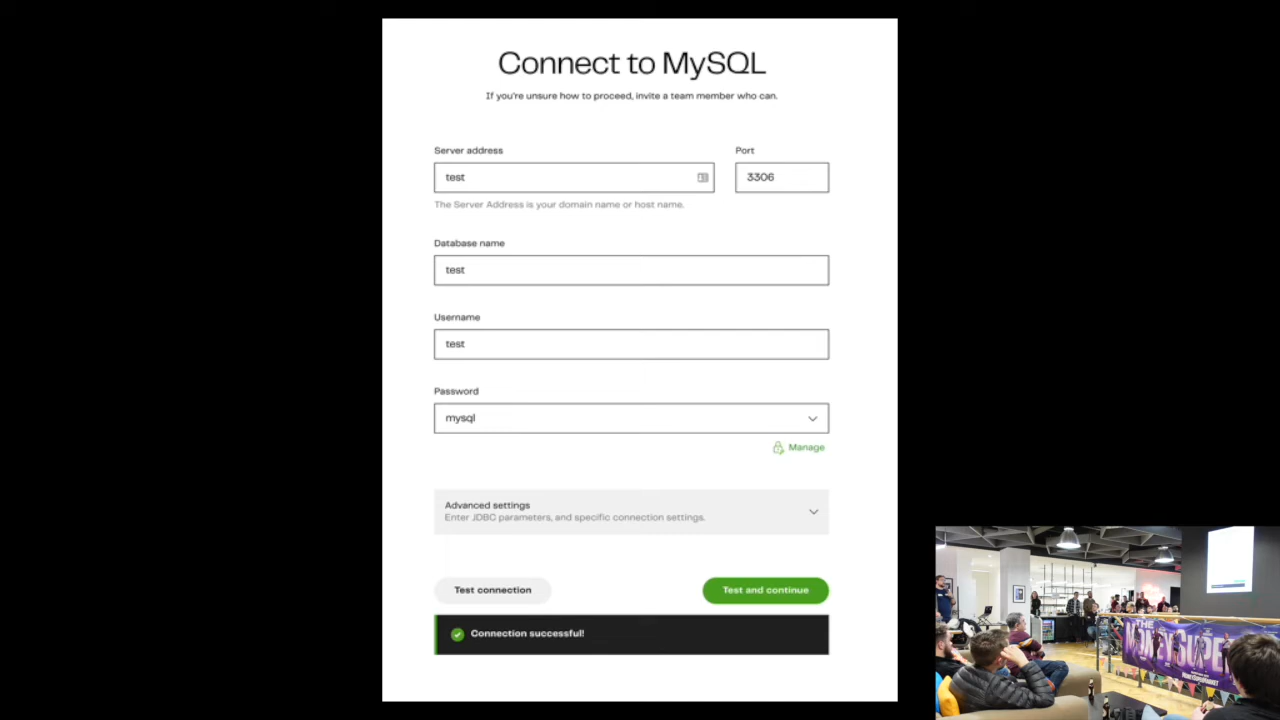 Connect to MySQL
If you're unsure how to proceed, invite a team member who can.
Server address
Port
test
3306
The Server Address is your domain name or host name.
Database name
test
Username
test
Password
mysql
Manage
Advanced settings
Enter JDBC parameters, and specific connection settings.
Test connection
Test and continue
Connection successful!
THE
MONEYSUPE